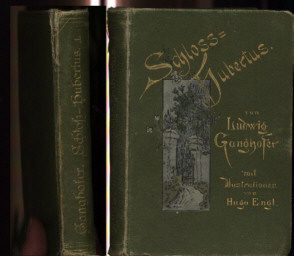 Ganghofer, Schloß Hubertus. I.
Schloss=
Hubertus.
von
Ludwig
Ganghofer
mit
Illustrationen
von
Hugo Engl.